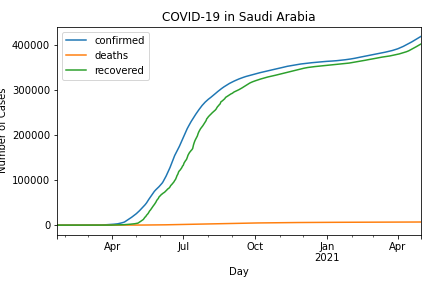 COVID-19 in Saudi Arabia
confirmed
deaths
recovered
Number of Cases
400000
300000
200000
100000
0
Apr
Jul
Oct
Jan
2021
Apr
Day